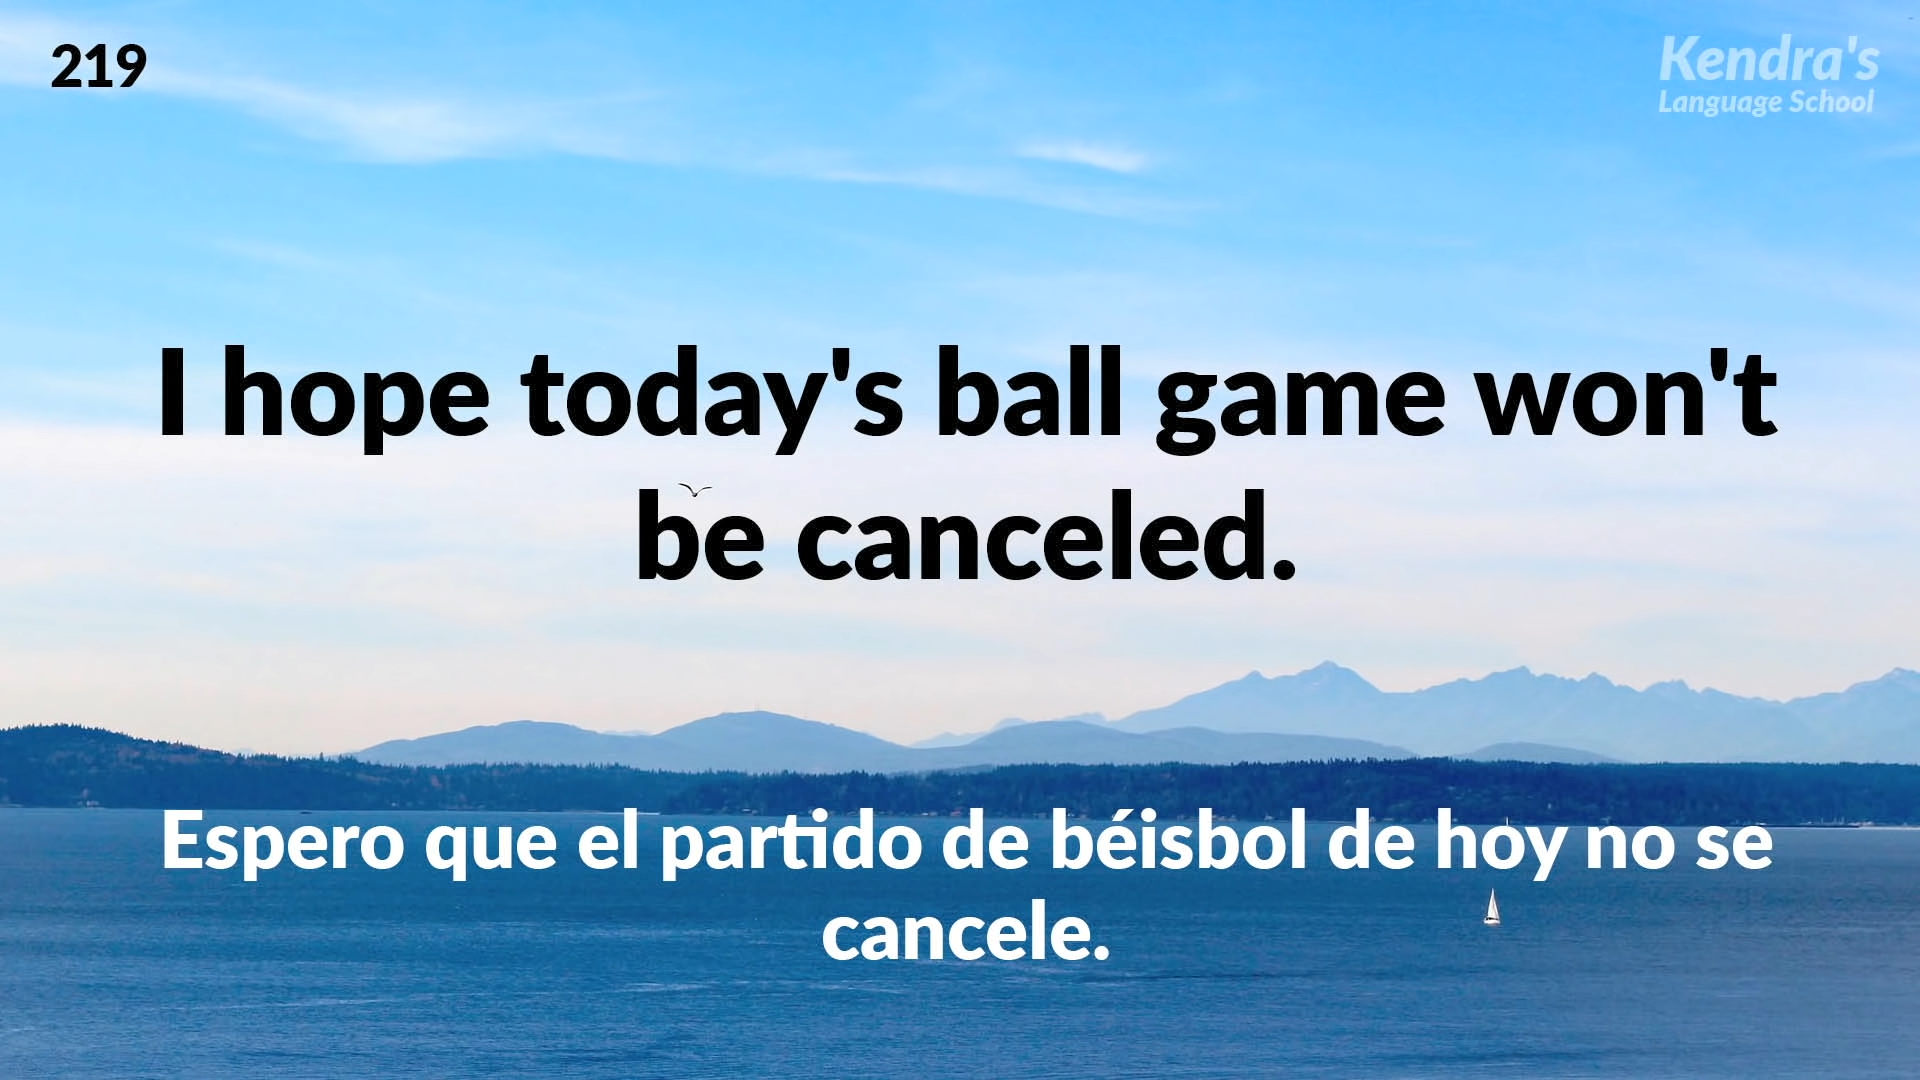 219
Kendra's
Language School
I hope today's ball game won't
be canceled.
Espero que el partido de béisbol de hoy no se
cancele.